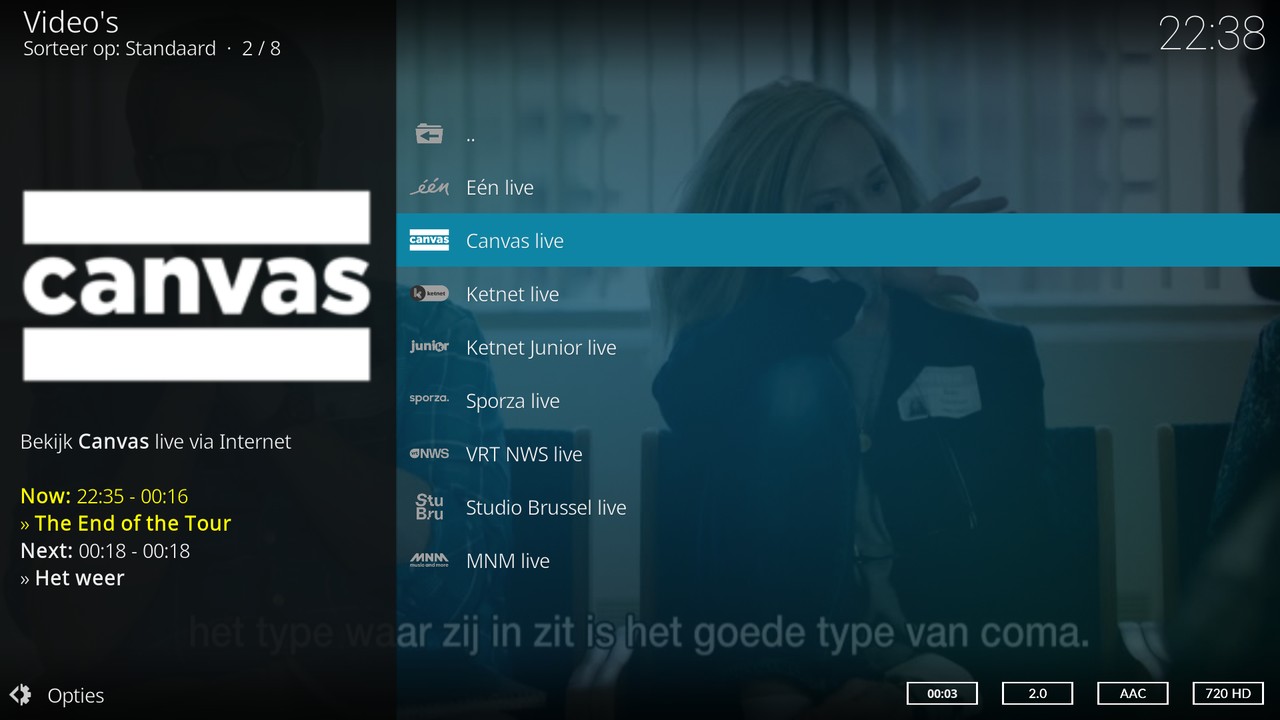 Video's
Sorteer op: Standaard · 2 / 8
22:38
canvas
Bekijk Canvas live via Internet
Now: 22:35 - 00:16
» The End of the Tour
Next: 00:18 - 00:18
» Het weer
..
één Eén live
canvas Canvas live
k ketnet Ketnet live
junior Ketnet Junior live
sporza. Sporza live
NWS VRT NWS live
Stu
Bru Studio Brussel live
MNM
music and more MNM live
het type waar zij in zit is het goede type van coma.
Opties
00:03
2.0
AAC
720 HD